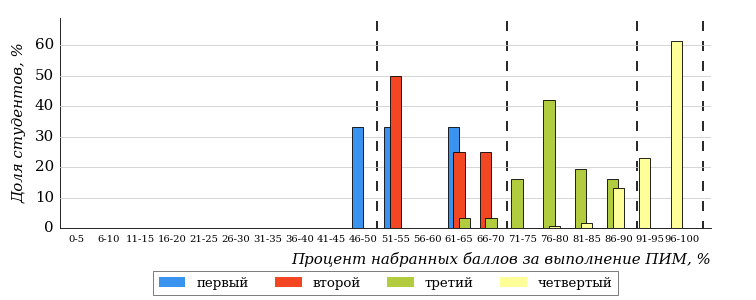 Доля студентов, %
60
50
40
30
20
10
0
0-5 6-10 11-15 16-20 21-25 26-30 31-35 36-40 41-45 46-50 51-55 56-60 61-65 66-70 71-75 76-80 81-85 86-90 91-95 96-100
Процент набранных баллов за выполнение ПИМ, %
первый второй третий четвертый